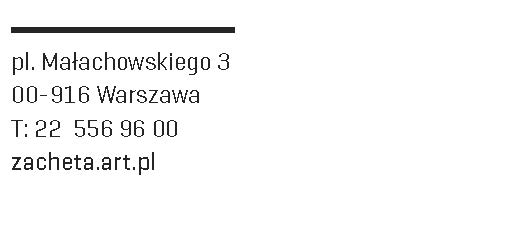 pl. Małachowskiego 3
00-916 Warszawa
T: 22 556 96 00
zacheta.art.pl